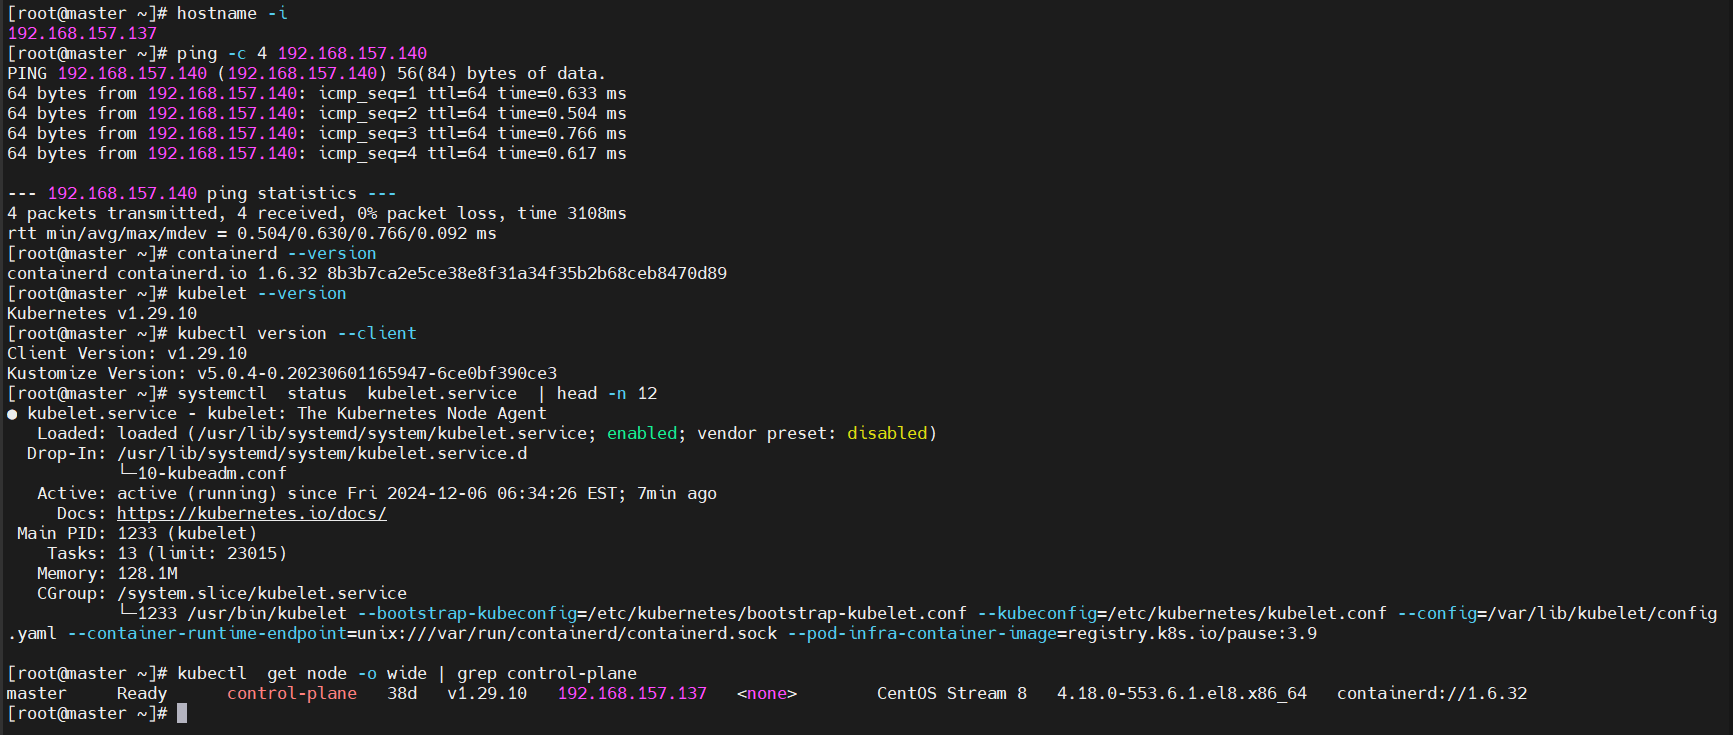 [root@master ~]# hostname -i
192.168.157.137
[root@master ~]# ping -c 4 192.168.157.140
PING 192.168.157.140 (192.168.157.140) 56(84) bytes of data.
64 bytes from 192.168.157.140: icmp_seq=1 ttl=64 time=0.633 ms
64 bytes from 192.168.157.140: icmp_seq=2 ttl=64 time=0.504 ms
64 bytes from 192.168.157.140: icmp_seq=3 ttl=64 time=0.766 ms
64 bytes from 192.168.157.140: icmp_seq=4 ttl=64 time=0.617 ms

--- 192.168.157.140 ping statistics ---
4 packets transmitted, 4 received, 0% packet loss, time 3108ms
rtt min/avg/max/mdev = 0.504/0.630/0.766/0.092 ms
[root@master ~]# containerd --version
containerd containerd.io 1.6.32 8b3b7ca2e5ce38e8f31a34f35b2b68ceb8470d89
[root@master ~]# kubelet --version
Kubernetes v1.29.10
[root@master ~]# kubectl version --client
Client Version: v1.29.10
Kustomize Version: v5.0.4-0.20230601165947-6ce0bf390ce3
[root@master ~]# systemctl  status  kubelet.service  | head -n 12
● kubelet.service - kubelet: The Kubernetes Node Agent
   Loaded: loaded (/usr/lib/systemd/system/kubelet.service; enabled; vendor preset: disabled)
  Drop-In: /usr/lib/systemd/system/kubelet.service.d
           └─10-kubeadm.conf
   Active: active (running) since Fri 2024-12-06 06:34:26 EST; 7min ago
     Docs: https://kubernetes.io/docs/
 Main PID: 1233 (kubelet)
    Tasks: 13 (limit: 23015)
   Memory: 128.1M
   CGroup: /system.slice/kubelet.service
           └─1233 /usr/bin/kubelet --bootstrap-kubeconfig=/etc/kubernetes/bootstrap-kubelet.conf --kubeconfig=/etc/kubernetes/kubelet.conf --config=/var/lib/kubelet/config
.yaml --container-runtime-endpoint=unix:///var/run/containerd/containerd.sock --pod-infra-container-image=registry.k8s.io/pause:3.9

[root@master ~]# kubectl  get node -o wide | grep control-plane
master     Ready      control-plane   38d   v1.29.10   192.168.157.137   <none>        CentOS Stream 8   4.18.0-553.6.1.el8.x86_64   containerd://1.6.32
[root@master ~]#